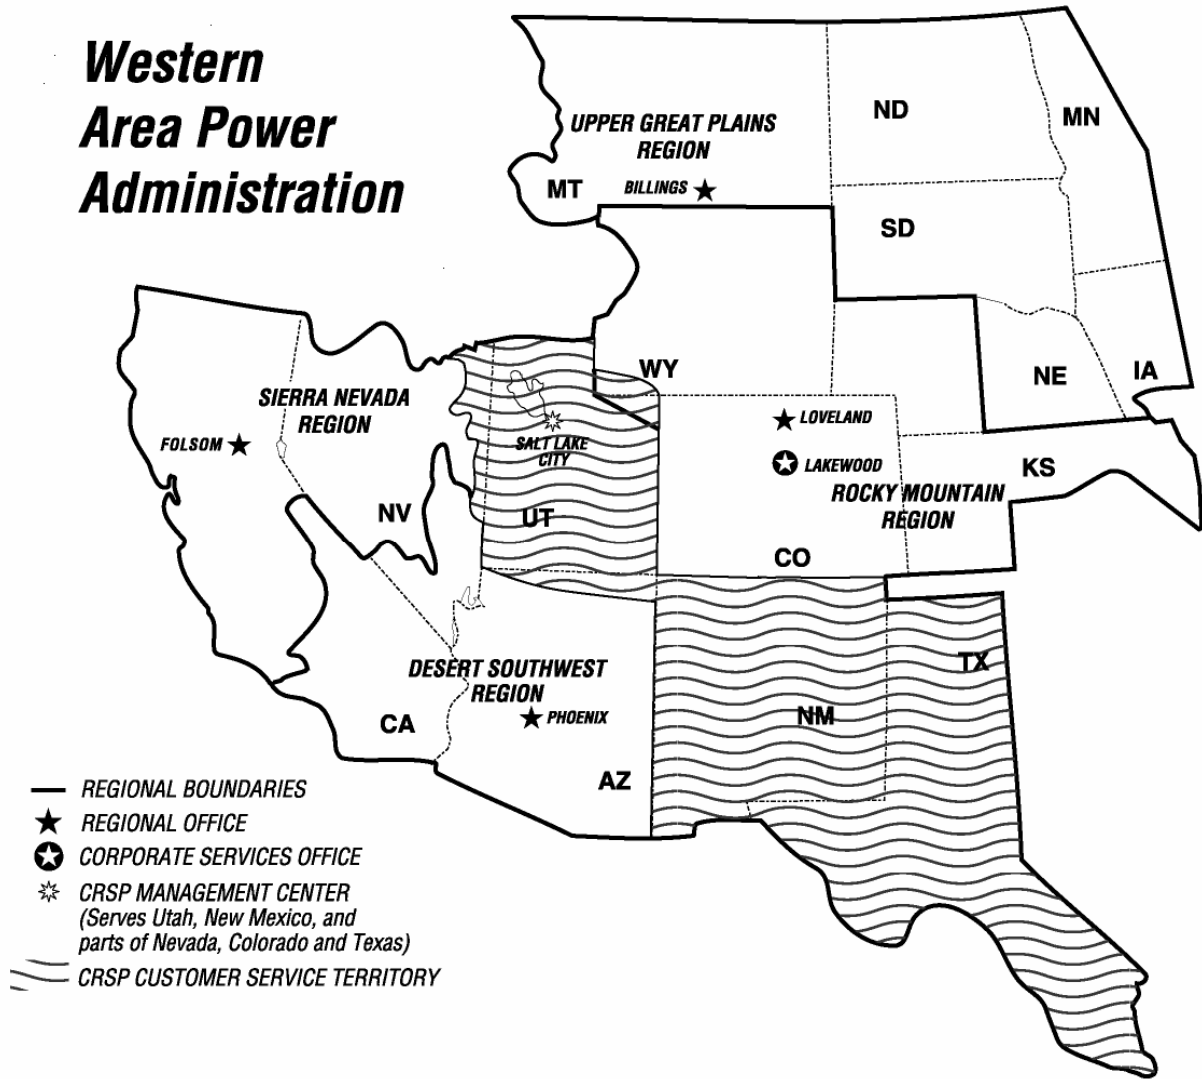 Western
Area Power
Administration
ND
MN
UPPER GREAT PLAINS
REGION
MT
BILLINGS
SD
WY
NE
IA
SIERRA NEVADA
REGION
FOLSOM
LOVELAND
SALT LAKE
CITY
LAKEWOOD
KS
ROCKY MOUNTAIN
REGION
NV
UT
CO
DESERT SOUTHWEST
REGION
TX
PHOENIX
NM
CA
AZ
REGIONAL BOUNDARIES
REGIONAL OFFICE
CORPORATE SERVICES OFFICE
CRSP MANAGEMENT CENTER
(Serves Utah, New Mexico, and
parts of Nevada, Colorado and Texas)
CRSP CUSTOMER SERVICE TERRITORY